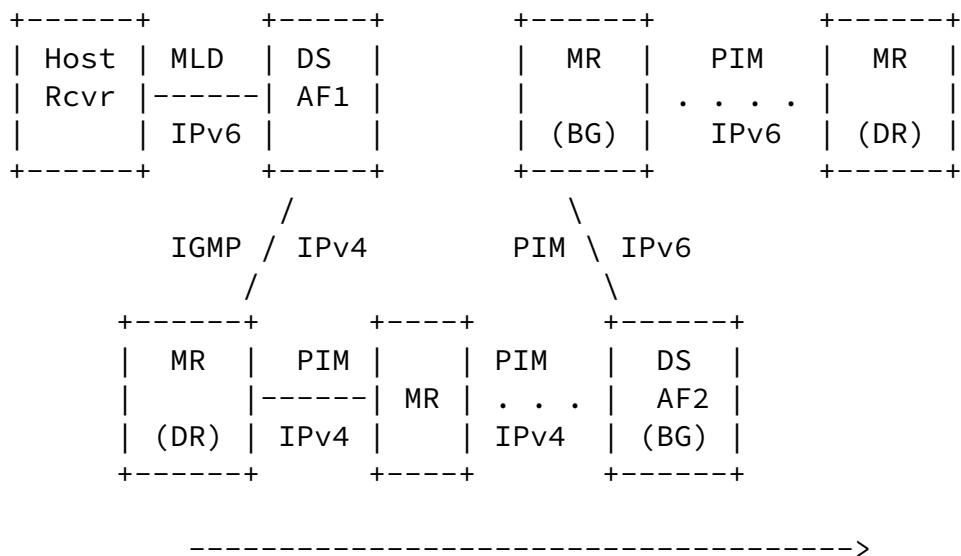 +------+       +-----+        +------+           +------+
| Host | MLD  | DS  |        |  MR  |    PIM    |  MR  |
| Rcvr |------| AF1 |        |      | . . . .   |      |
|      | IPv6 |     |        | (BG) |    IPv6   | (DR) |
+------+       +-----+        +------+           +------+
/                \
IGMP / IPv4        PIM \ IPv6
/                    \
+------+       +----+        +------+
|  MR  |  PIM  |    | PIM    |  DS  |
|      |------| MR | . . .  |  AF2 |
| (DR) | IPv4 |    | IPv4   | (BG) |
+------+       +----+        +------+
------------------------------------->